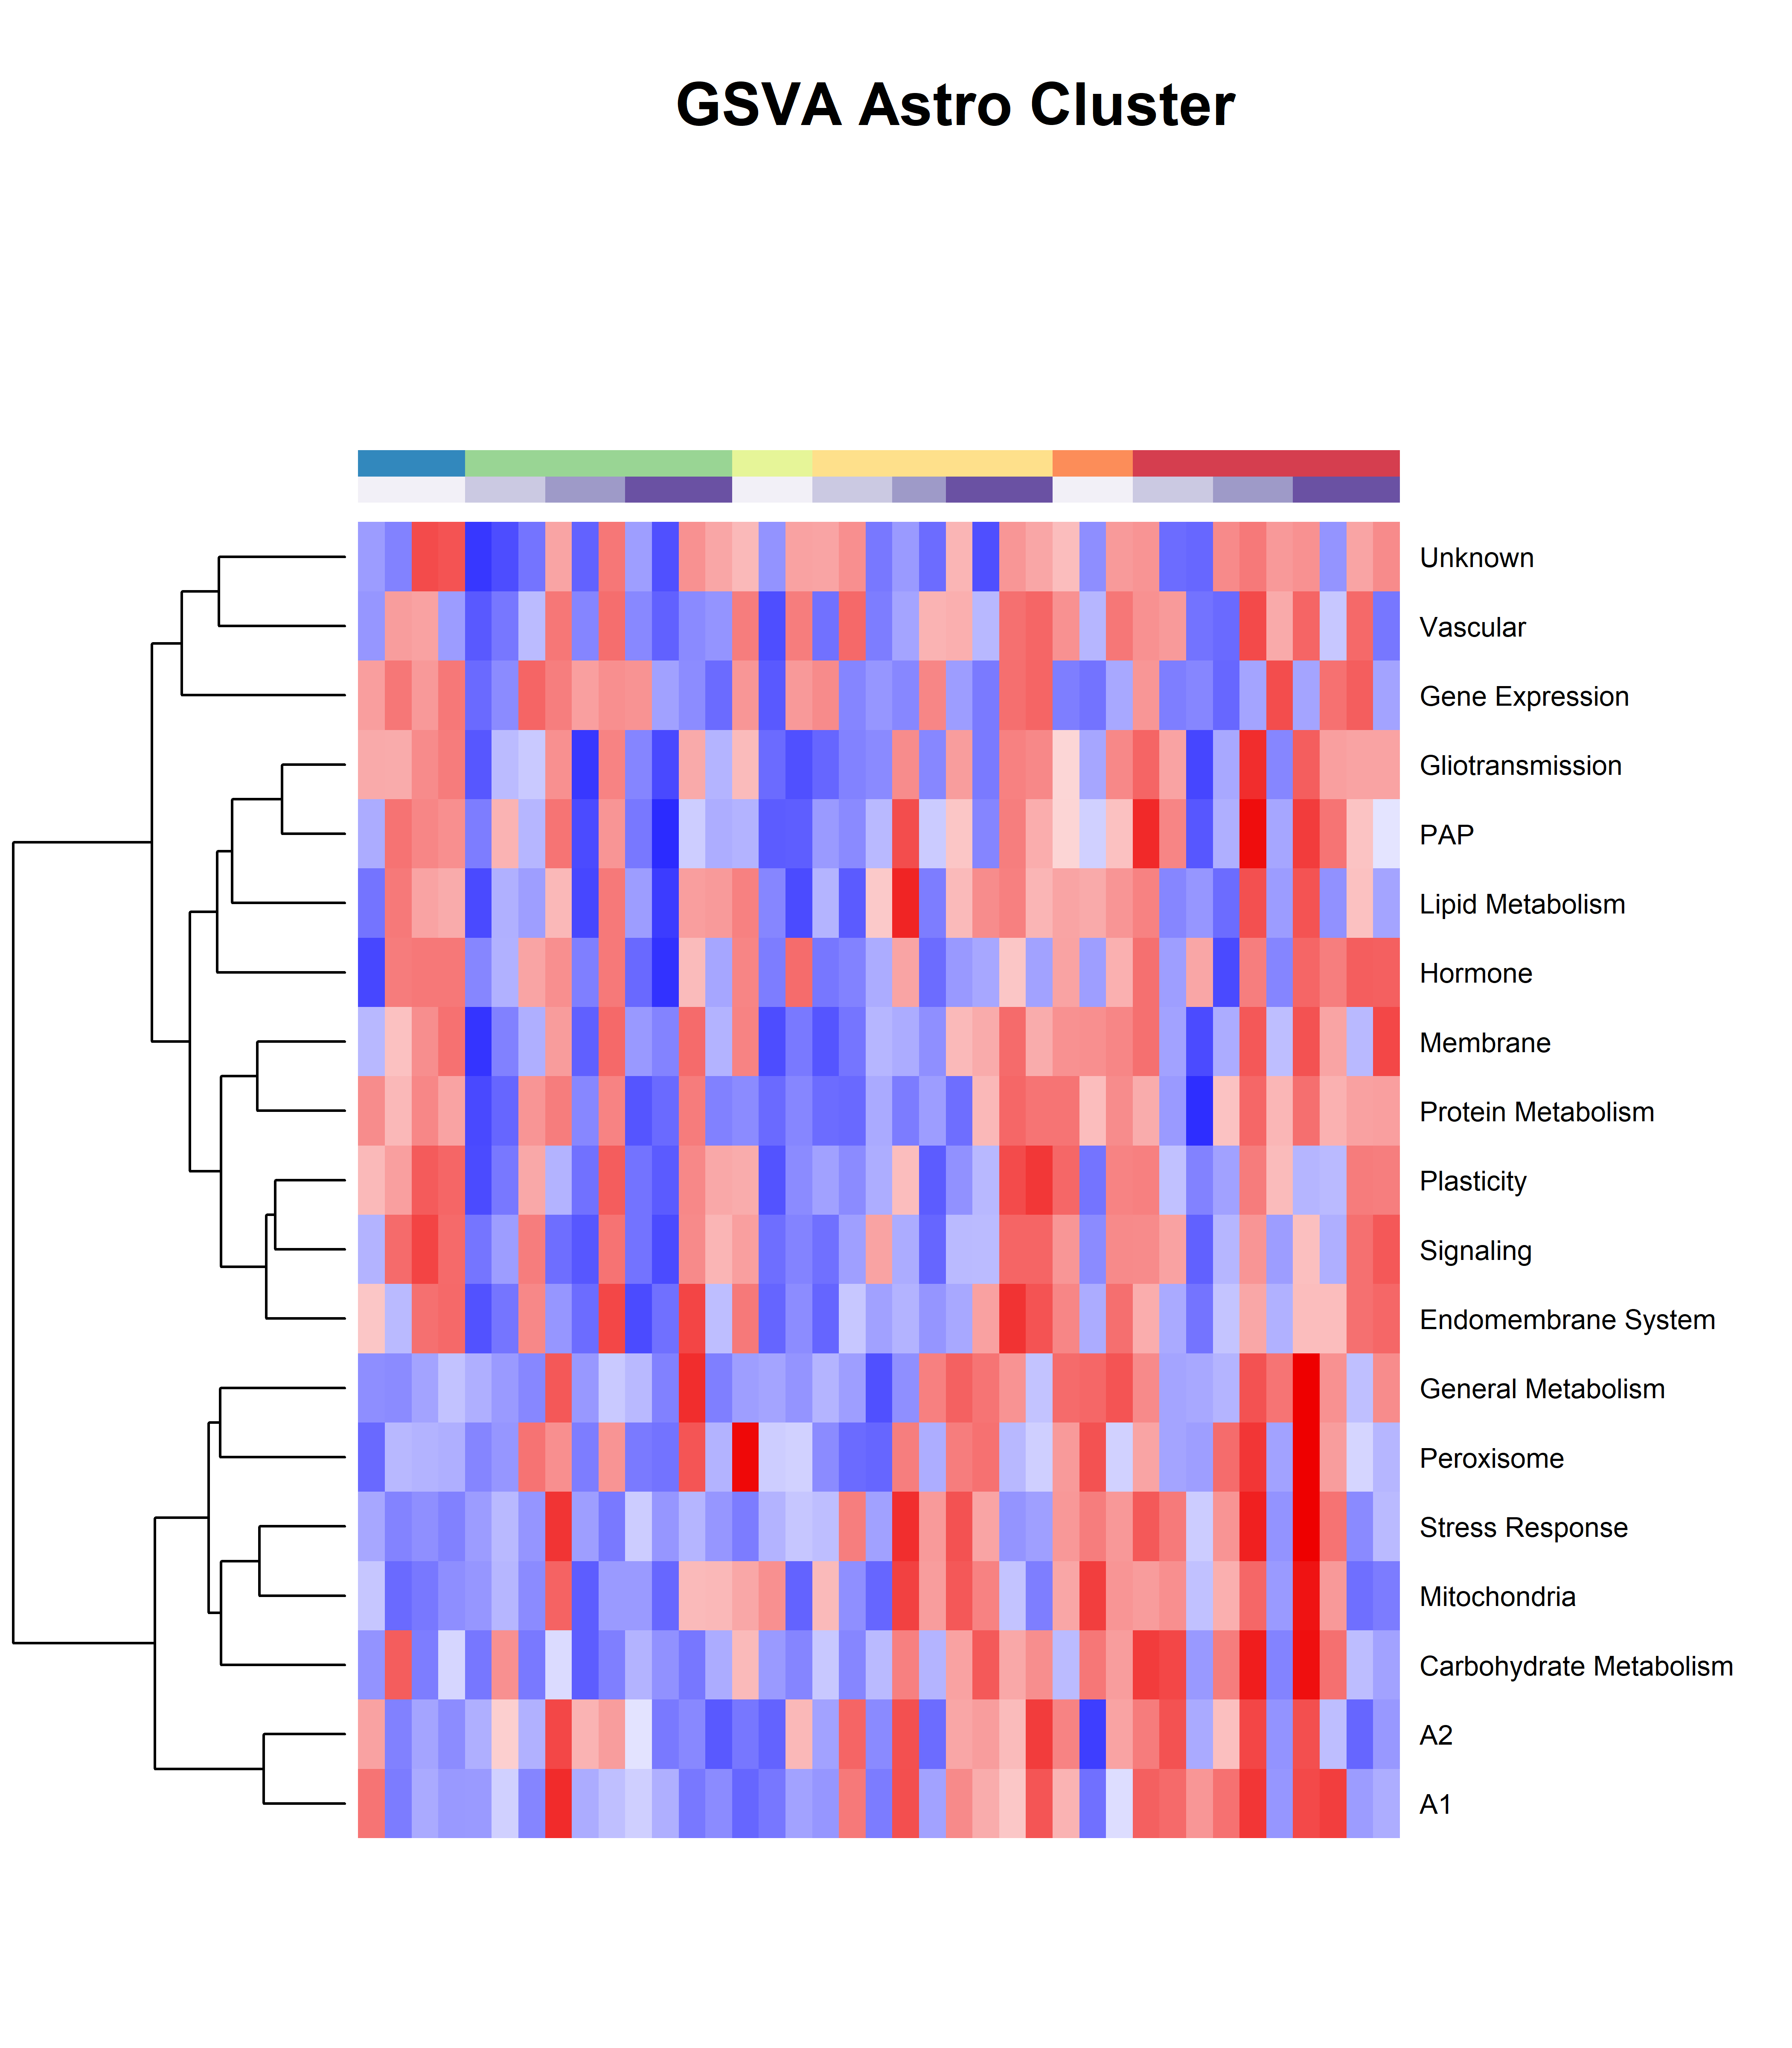 GSVA Astro Cluster
Unknown
Vascular
Gene Expression
Gliotransmission
PAP
Lipid Metabolism
Hormone
Membrane
Protein Metabolism
Plasticity
Signaling
Endomembrane System
General Metabolism
Peroxisome
Stress Response
Mitochondria
Carbohydrate Metabolism
A2
A1